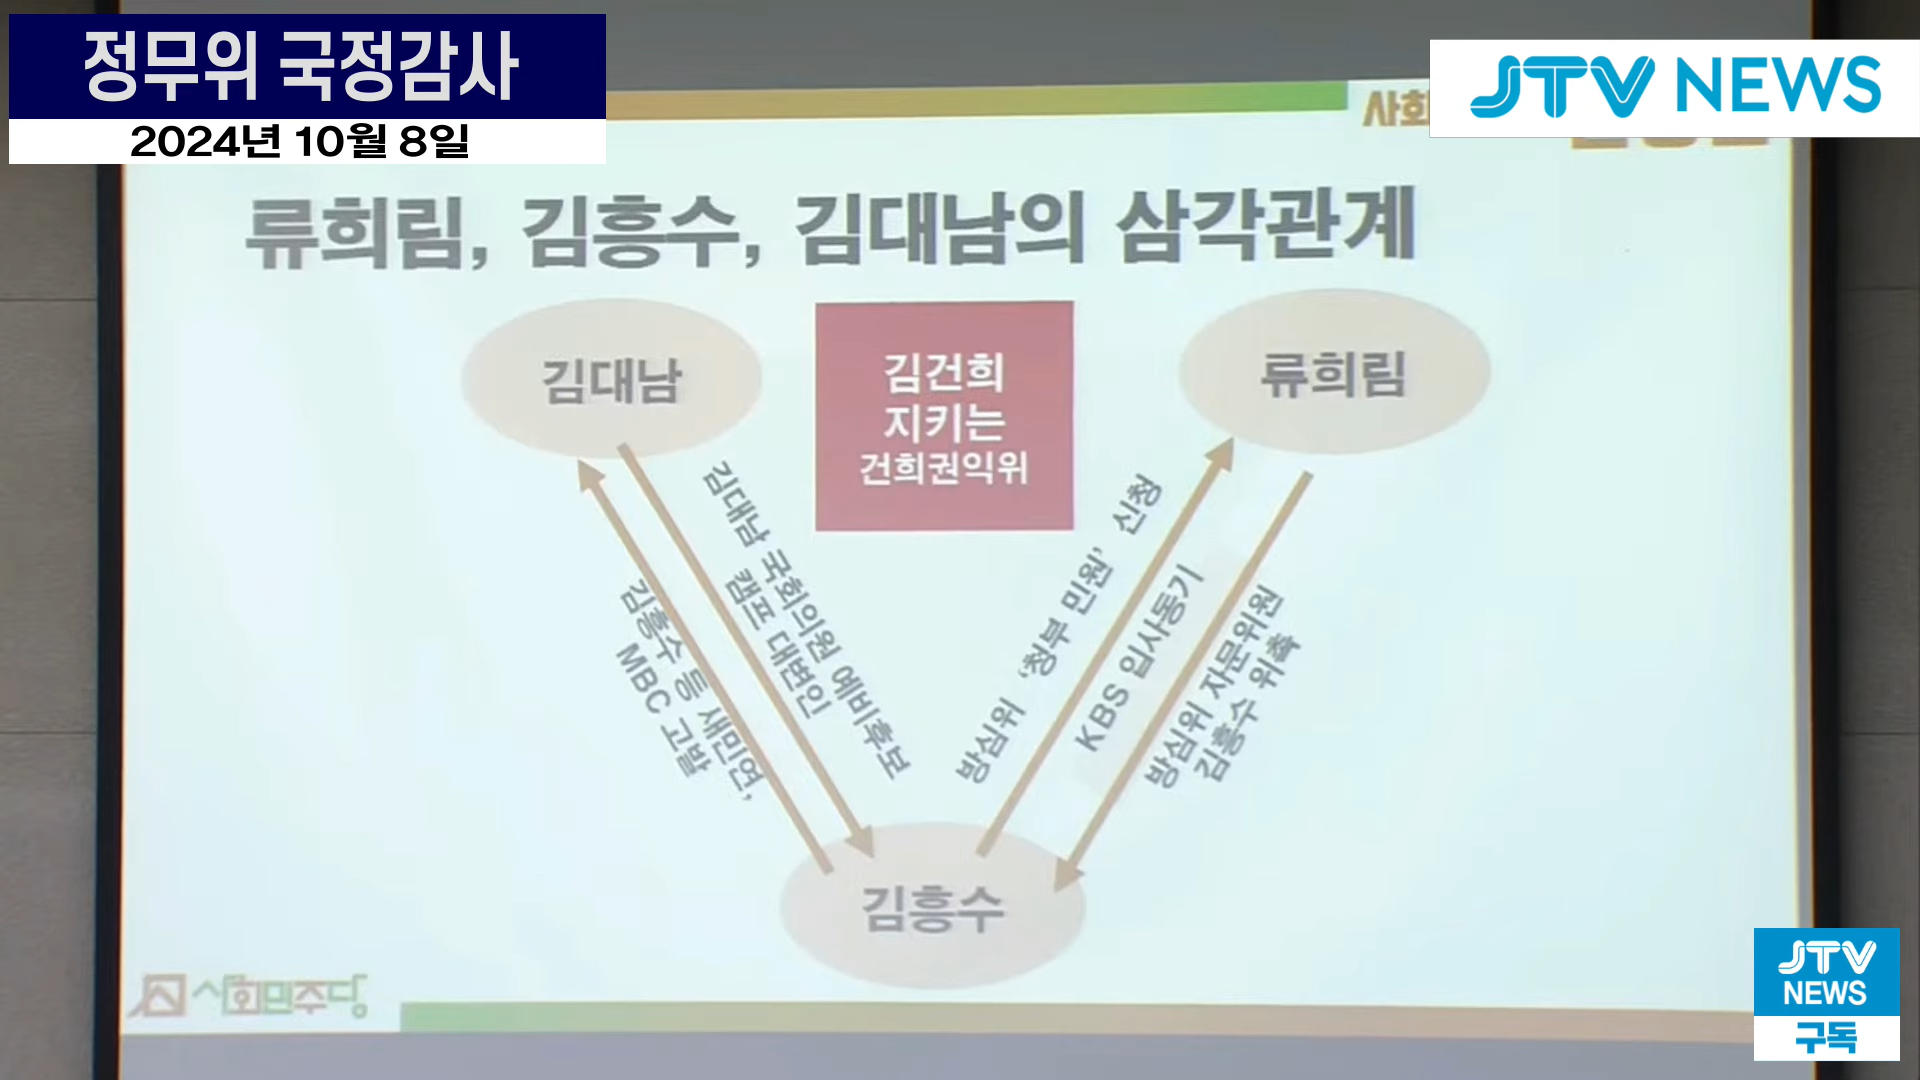 정무위 국정감사
2024년 10월 8일
JTV NEWS
사회
류희림, 김흥수, 김대남의 삼각관계
김대남
김건희
지키는
건희권익위
류희림
김대남 국회의원 예비후보
캠프 대변인
김흥수 등 새민연,
MBC 고발
방심위 ‘청부 민원’ 신청
KBS 입사동기
방심위 자문위원
김흥수 위촉
김흥수
사회민주당
JTV
NEWS
구독